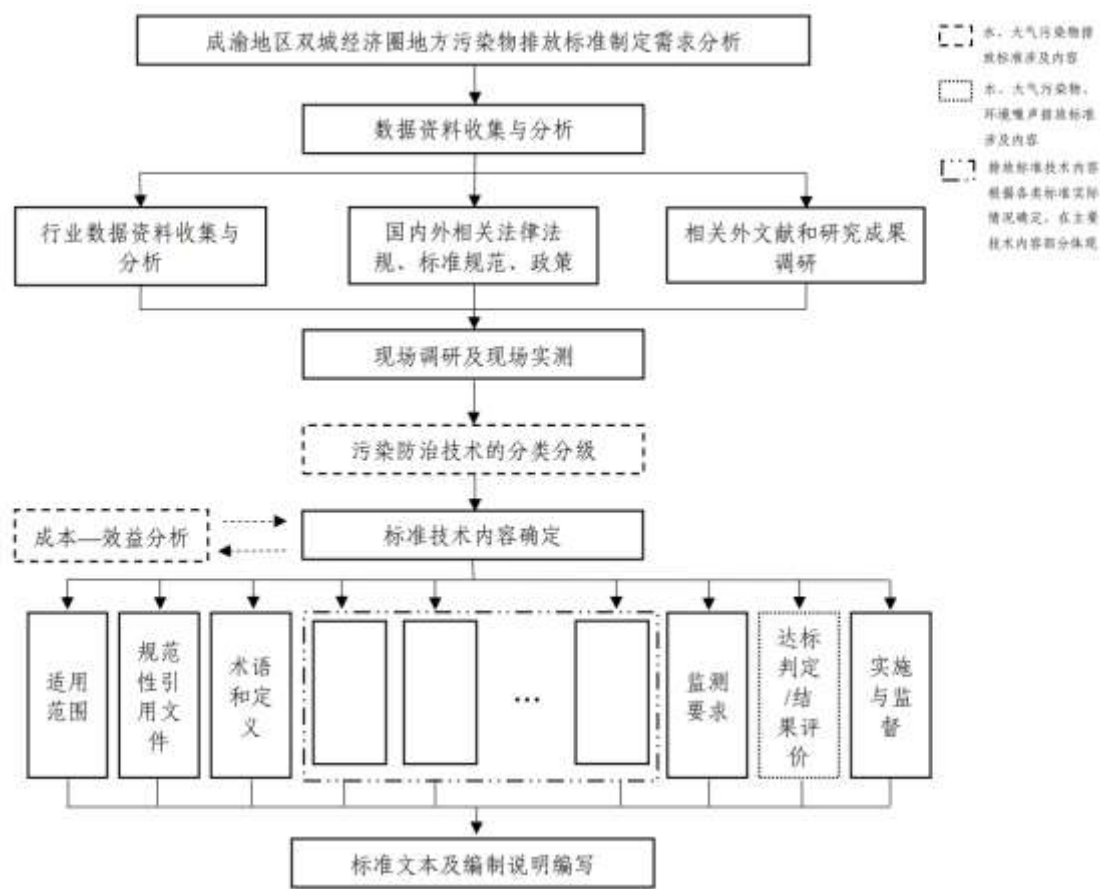 成渝地区双城经济圈地方污染物排放标准制定需求分析
水、大气污染物排
放标准涉及内容
水、大气污染物、
环境噪声排放标准
涉及内容
排放标准技术内容
根据各类标准实际
情况确定，在主要
技术内容部分体现
数据资料收集与分析
行业数据资料收集与
分析
国内外相关法律法
规、标准规范、政策
相关外文献和研究成果
调研
现场调研及现场实测
污染防治技术的分类分级
成本—效益分析
标准技术内容确定
适用
范围
规范
性引
用文
件
术语
和定
义
...
监测
要求
达标
判定
/结
果评
价
实施
与监
督
标准文本及编制说明编写